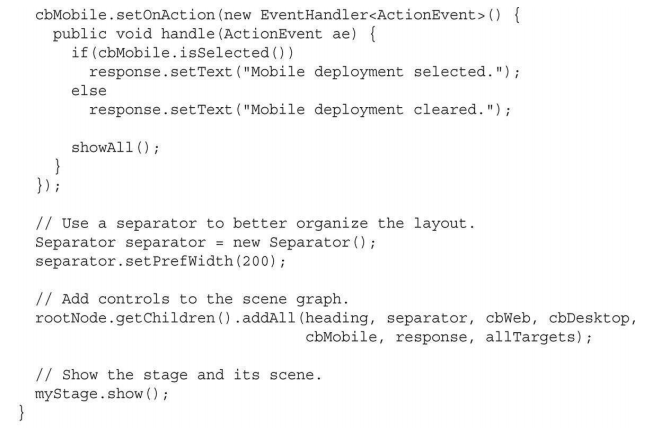 cbMobile.setOnAction(new EventHandler<ActionEvent>() {
public void handle(ActionEvent ae) {
if(cbMobile.isSelected())
response.setText("Mobile deployment selected.");
else
response.setText("Mobile deployment cleared.");
showAll();
}
});
// Use a separator to better organize the layout.
Separator separator = new Separator();
separator.setPrefWidth(200);
// Add controls to the scene graph.
rootNode.getChildren().addAll(heading, separator, cbWeb, cbDesktop,
cbMobile, response, allTargets);
// Show the stage and its scene.
myStage.show();
}